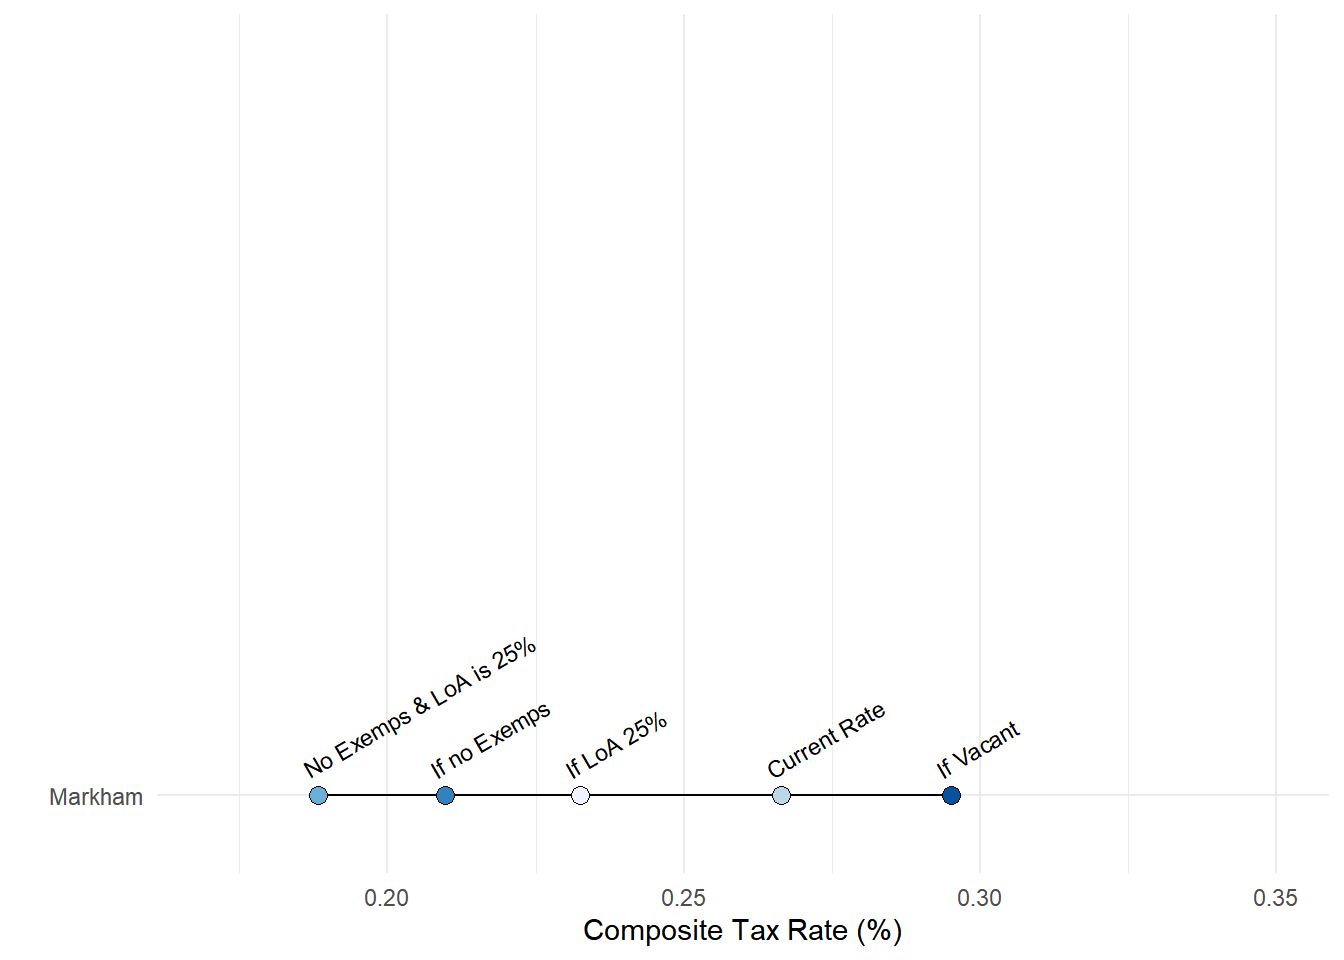 No Exemps & LoA is 25%
If no Exemps
If LoA 25%
Current Rate
If Vacant
Markham
0.20
0.25
0.30
0.35
Composite Tax Rate (%)